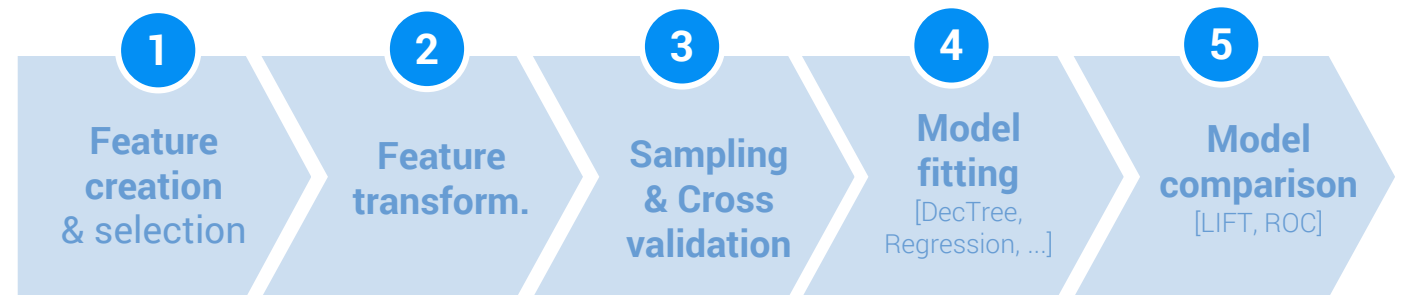 1
Feature
creation
& selection
2
Feature
transform.
3
Sampling
& Cross
validation
4
Model
fitting
[DecTree,
Regression, ...]
5
Model
comparison
[LIFT, ROC]